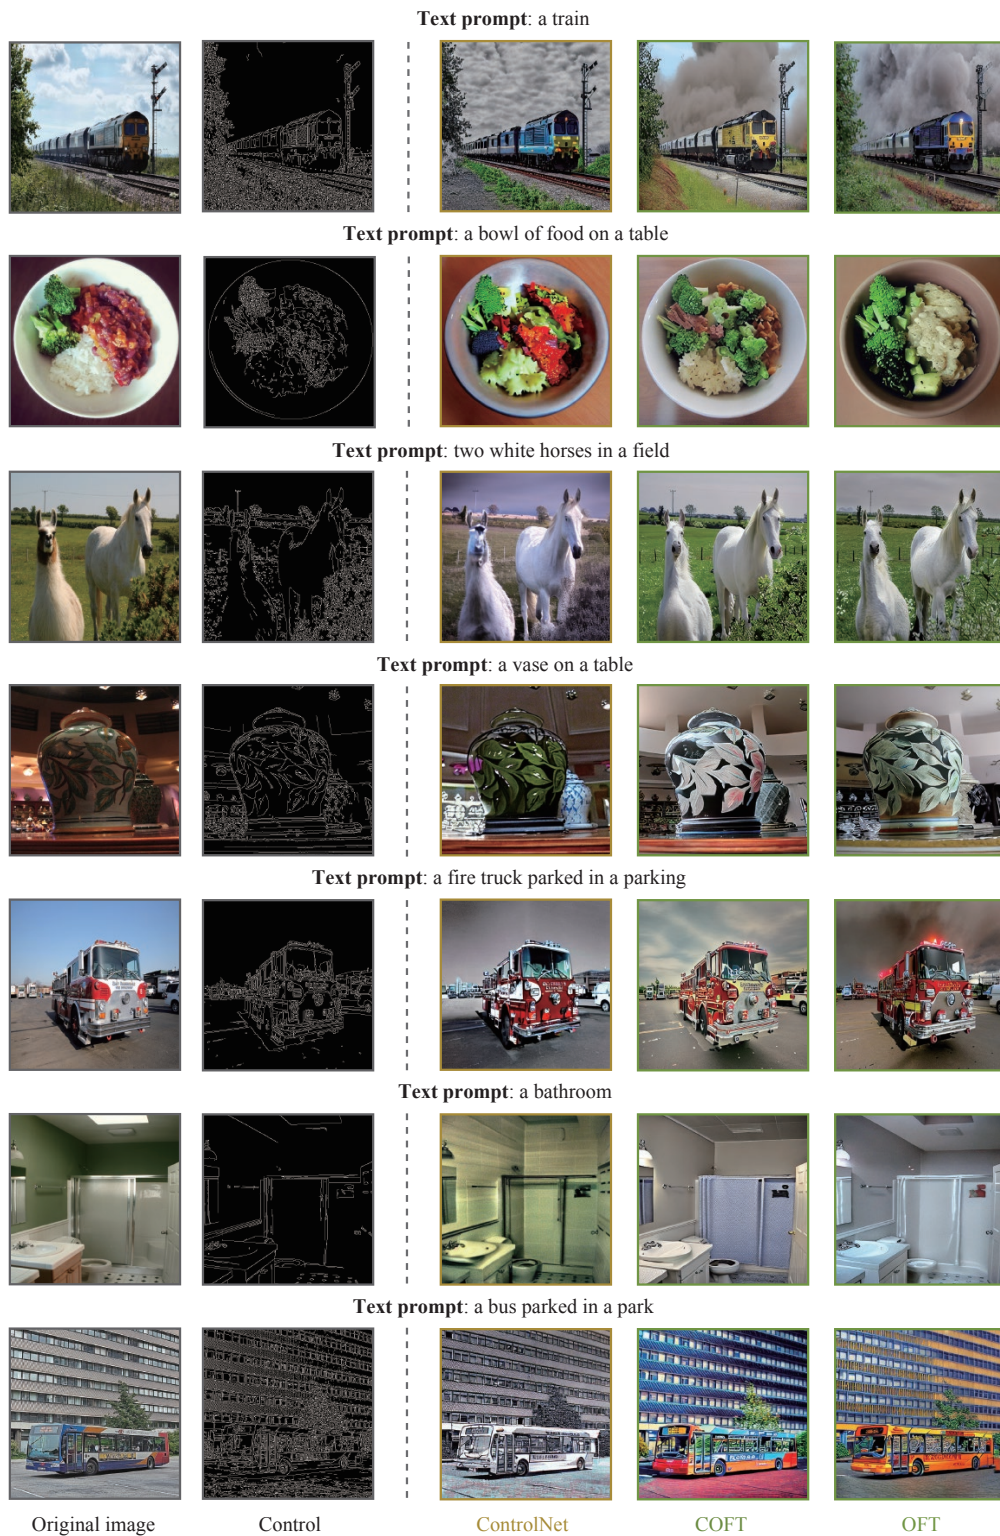 Text prompt: a train
Text prompt: a bowl of food on a table
Text prompt: two white horses in a field
Text prompt: a vase on a table
Text prompt: a fire truck parked in a parking
Text prompt: a bathroom
Text prompt: a bus parked in a park
Original image Control ControlNet COFT OFT